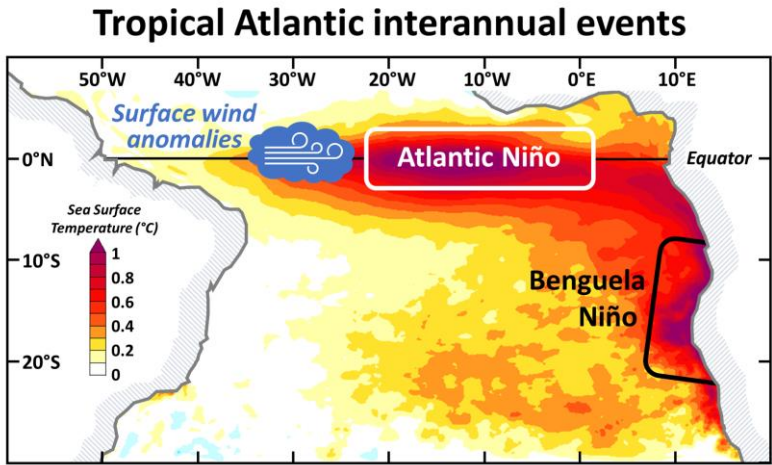 Tropical Atlantic interannual events
50°W 40°W 30°W 20°W 10°W 0°E 10°E
Surface wind
anomalies
0°N
Atlantic Niño
Equator
Sea Surface
Temperature (°C)
1
0.8
0.6
0.4
0.2
0
10°S
Benguela
Niño
20°S